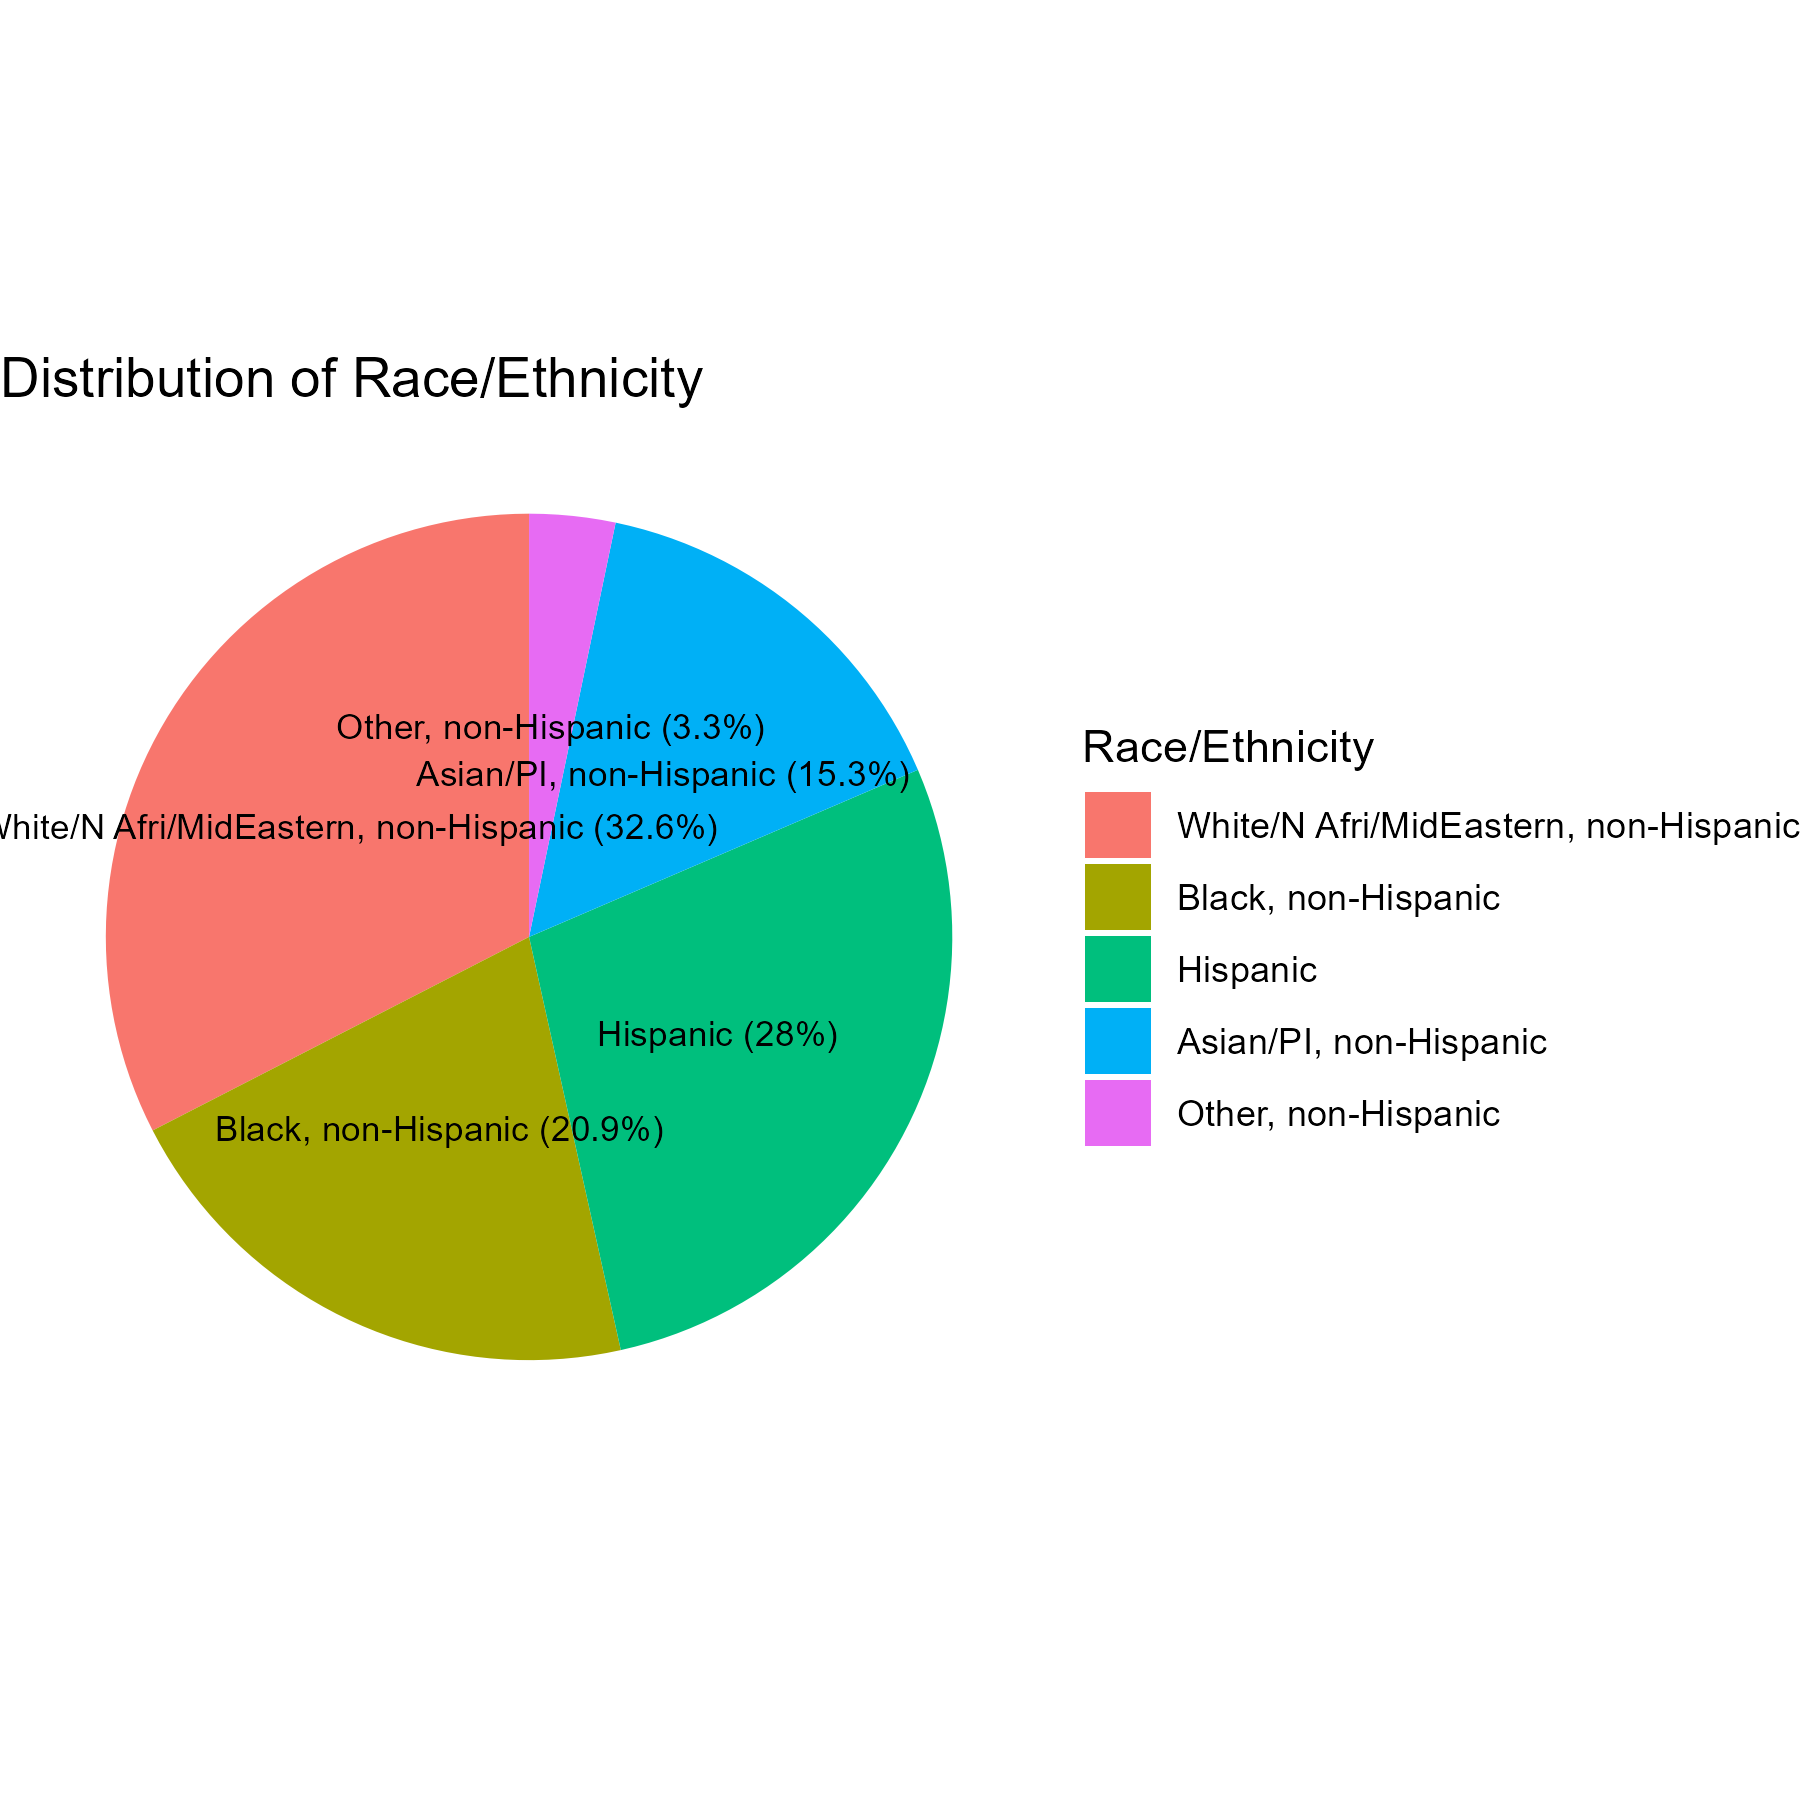 Distribution of Race/Ethnicity
Other, non-Hispanic (3.3%)
Asian/PI, non-Hispanic (15.3%)
White/N Afri/MidEastern, non-Hispanic (32.6%)
Hispanic (28%)
Black, non-Hispanic (20.9%)
Race/Ethnicity
White/N Afri/MidEastern, non-Hispanic
Black, non-Hispanic
Hispanic
Asian/PI, non-Hispanic
Other, non-Hispanic